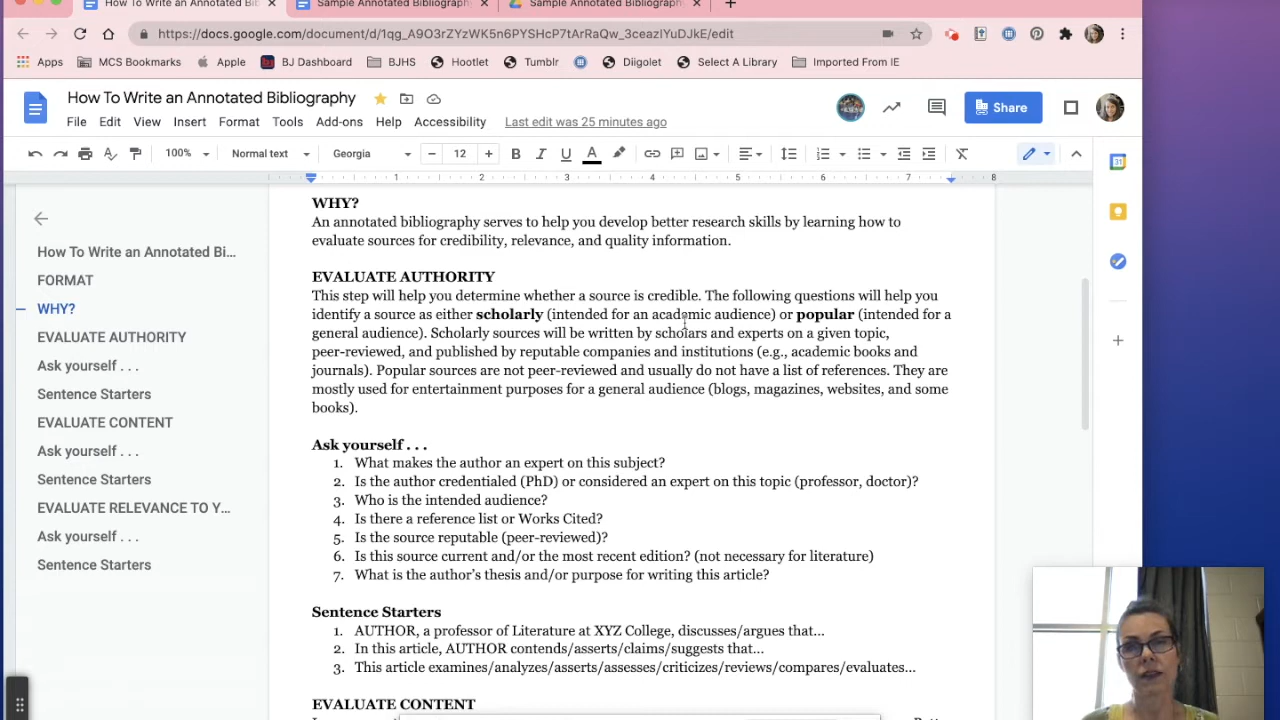 How To Write an Annotated Bib
Sample Annotated Bibliography
Sample Annotated Bibliography
https://docs.google.com/document/d/1qg_A9O3rZYzWK5n6PYSHcP7tArRaQw_3ceazlYuDJkE/edit
Apps
MCS Bookmarks
Apple
BJ Dashboard
BJHS
Hootlet
Tumblr
Diigolet
Select A Library
Imported From IE
How To Write an Annotated Bibliography
Share
File Edit View Insert Format Tools Add-ons Help Accessibility
Last edit was 25 minutes ago
100%
Normal text
Georgia
12
1 2 3 4 5 6 7 8
31
How To Write an Annotated Bi...
FORMAT
WHY?
EVALUATE AUTHORITY
Ask yourself . . .
Sentence Starters
EVALUATE CONTENT
Ask yourself . . .
Sentence Starters
EVALUATE RELEVANCE TO Y...
Ask yourself . . .
Sentence Starters
WHY?
An annotated bibliography serves to help you develop better research skills by learning how to
evaluate sources for credibility, relevance, and quality information.
EVALUATE AUTHORITY
This step will help you determine whether a source is credible. The following questions will help you
identify a source as either scholarly (intended for an academic audience) or popular (intended for a
general audience). Scholarly sources will be written by scholars and experts on a given topic,
peer-reviewed, and published by reputable companies and institutions (e.g., academic books and
journals). Popular sources are not peer-reviewed and usually do not have a list of references. They are
mostly used for entertainment purposes for a general audience (blogs, magazines, websites, and some
books).
Ask yourself . . .
1. What makes the author an expert on this subject?
2. Is the author credentialed (PhD) or considered an expert on this topic (professor, doctor)?
3. Who is the intended audience?
4. Is there a reference list or Works Cited?
5. Is the source reputable (peer-reviewed)?
6. Is this source current and/or the most recent edition? (not necessary for literature)
7. What is the author's thesis and/or purpose for writing this article?
Sentence Starters
1. AUTHOR, a professor of Literature at XYZ College, discusses/argues that...
2. In this article, AUTHOR contends/asserts/claims/suggests that...
3. This article examines/analyzes/asserts/assesses/criticizes/reviews/compares/evaluates...
EVALUATE CONTENT